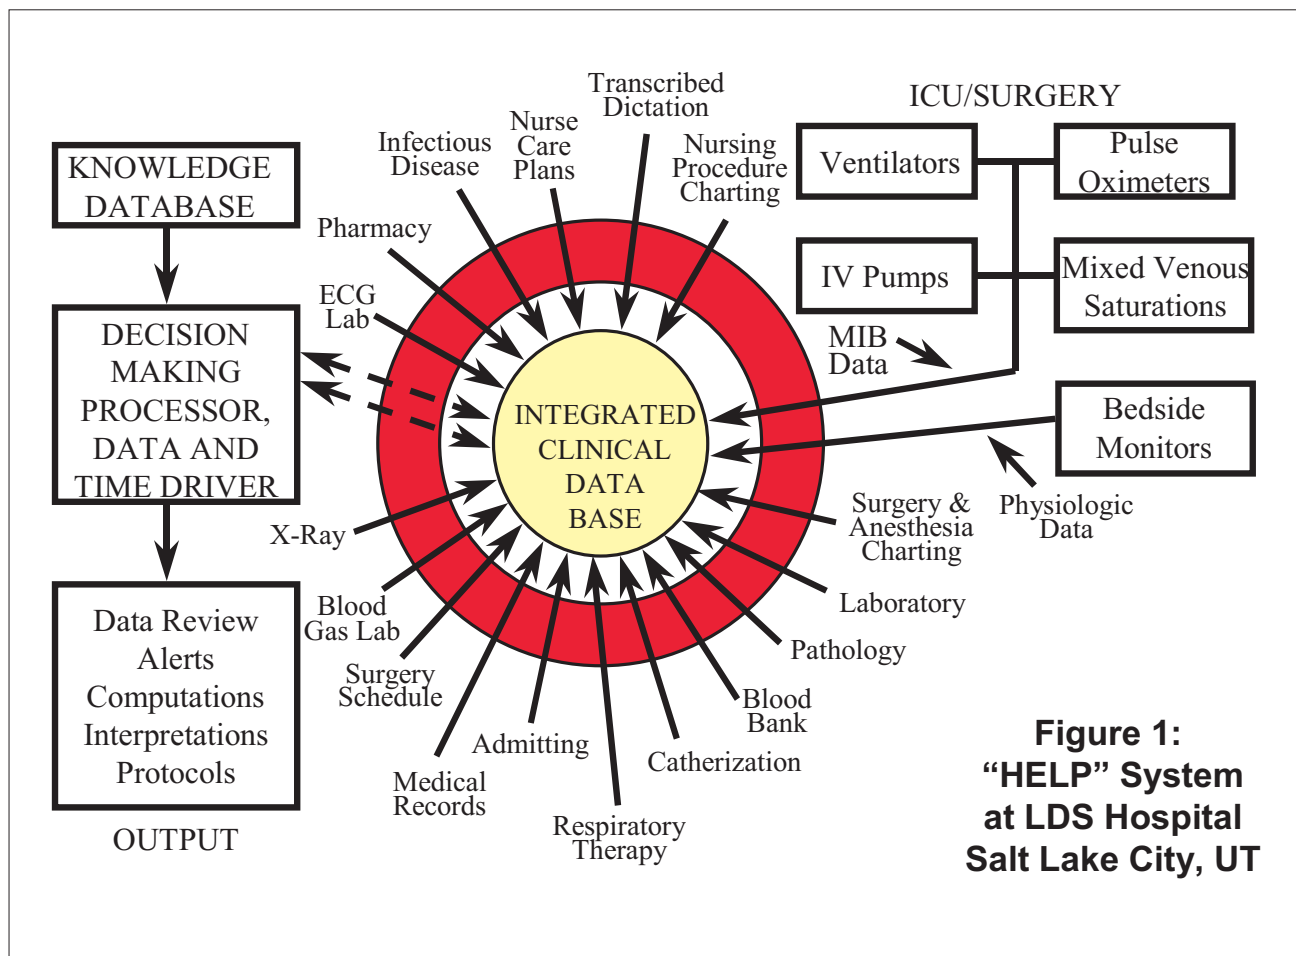 KNOWLEDGE
DATABASE
DECISION
MAKING
PROCESSOR,
DATA AND
TIME DRIVER
Data Review
Alerts
Computations
Interpretations
Protocols
OUTPUT
Transcribed
Dictation
Nurse
Care
Plans
Infectious
Disease
Nursing
Procedure
Charting
Pharmacy
ECG
Lab
INTEGRATED
CLINICAL
DATA
BASE
X-Ray
Blood
Gas Lab
Surgery
Schedule
Medical
Records
Admitting
Respiratory
Therapy
Catherization
Blood
Bank
Pathology
Laboratory
Surgery &
Anesthesia
Charting
ICU/SURGERY
Ventilators
Pulse
Oximeters
IV Pumps
Mixed Venous
Saturations
MIB
Data
Bedside
Monitors
Physiologic
Data
Figure 1:
“HELP” System
at LDS Hospital
Salt Lake City, UT